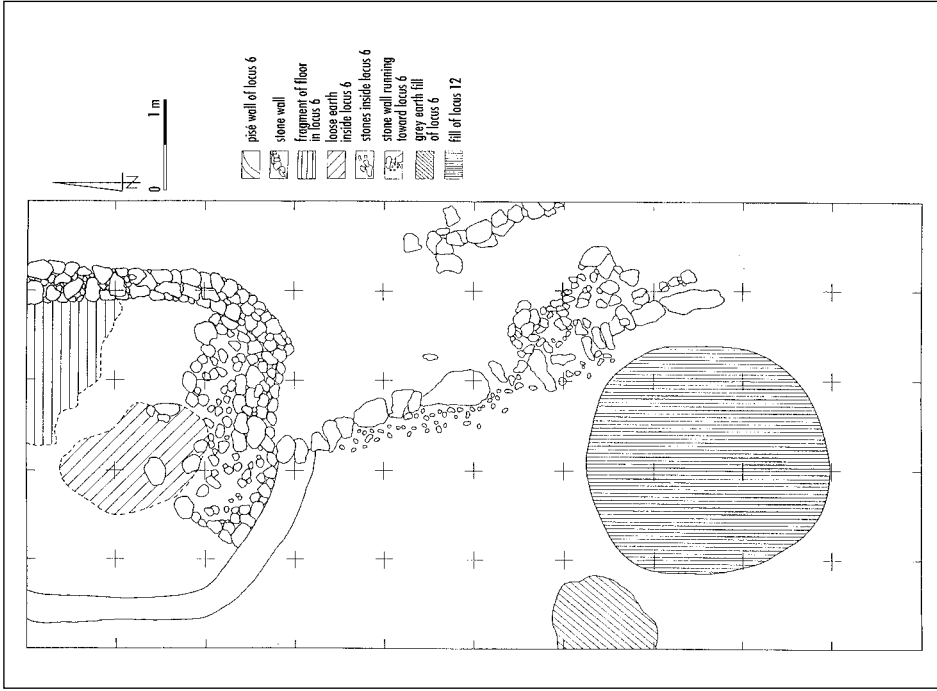 N
0 1 m
pisé wall of locus 6
stone wall
fragment of floor
in locus 6
loose earth
inside locus 6
stones inside locus 6
stone wall running
toward locus 6
grey earth fill
of locus 6
fill of locus 12